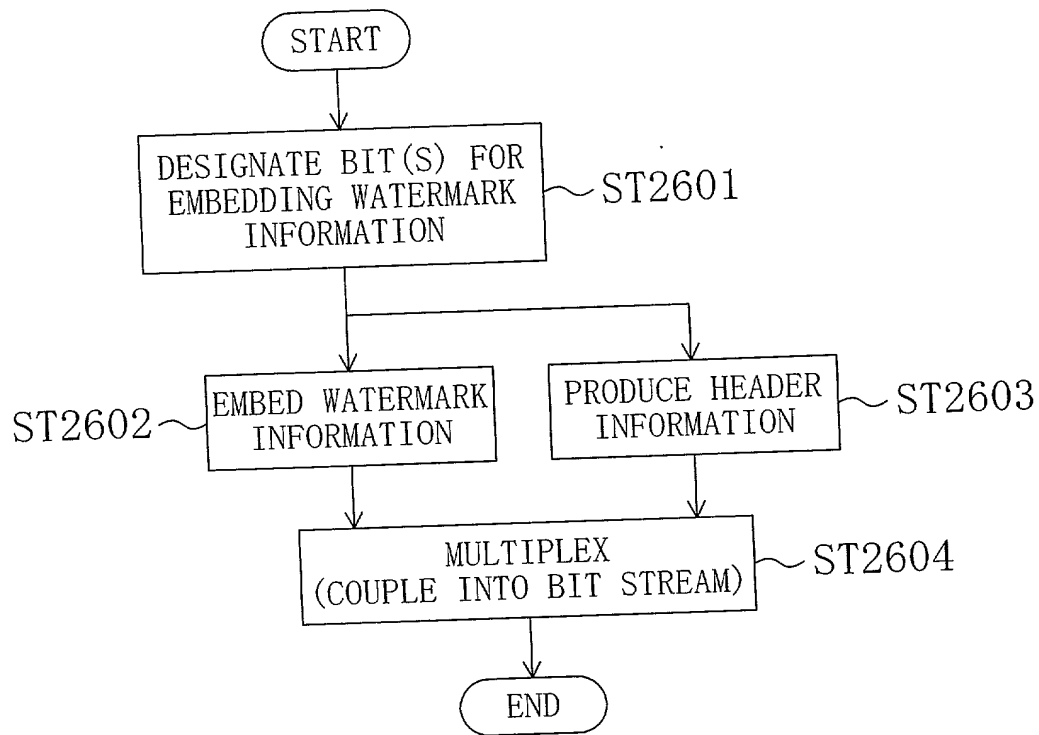 START
DESIGNATE BIT(S) FOR
EMBEDDING WATERMARK
INFORMATION
ST2601
EMBED WATERMARK
INFORMATION
ST2602
PRODUCE HEADER
INFORMATION
ST2603
MULTIPLEX
(COUPLE INTO BIT STREAM)
ST2604
END